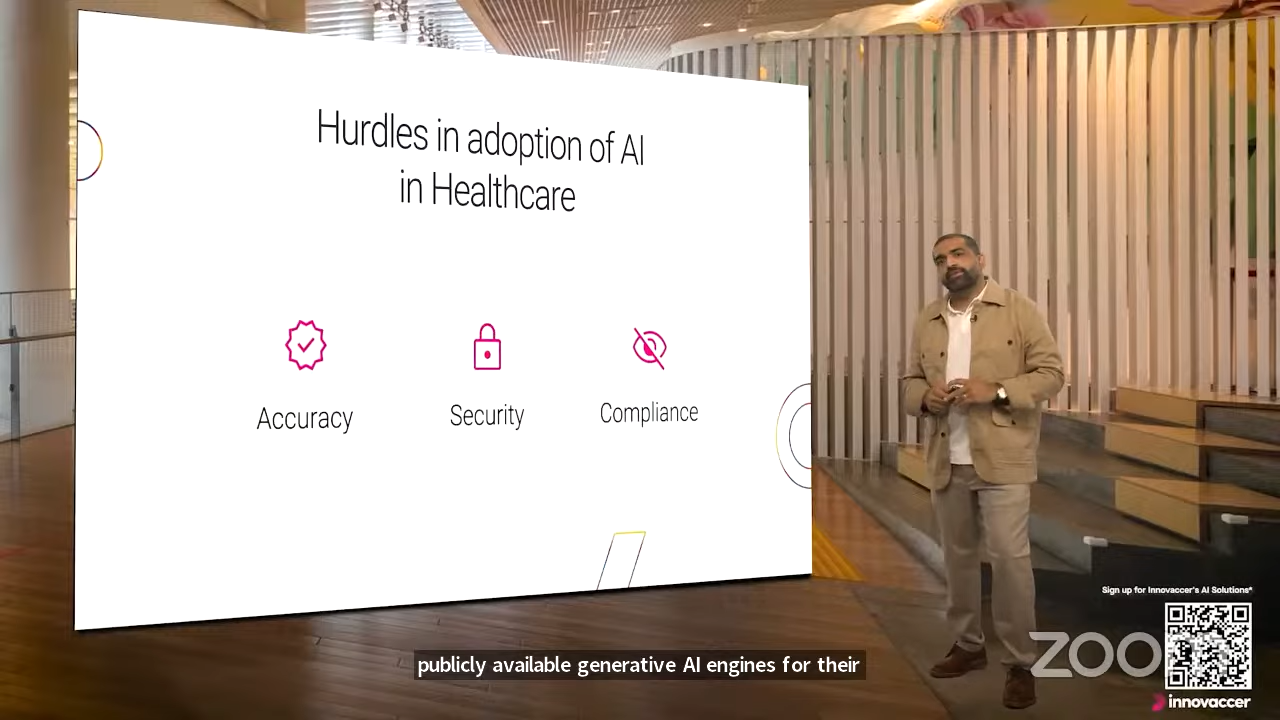 Hurdles in adoption of AI
in Healthcare
Accuracy
Security
Compliance
Sign up for Innovaccer's AI Solutions*
zoom
innovaccer
publicly available generative AI engines for their